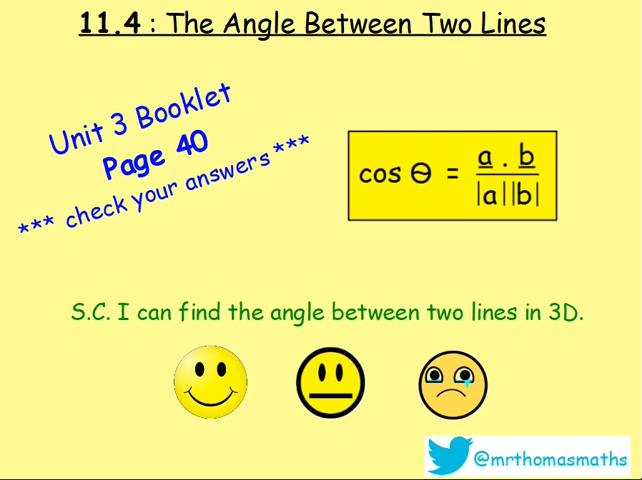 11.4 : The Angle Between Two Lines
Unit 3 Booklet
Page 40
*** check your answers ***
cos Θ = a . b
|a||b|
S.C. I can find the angle between two lines in 3D.
@mrthomasmaths